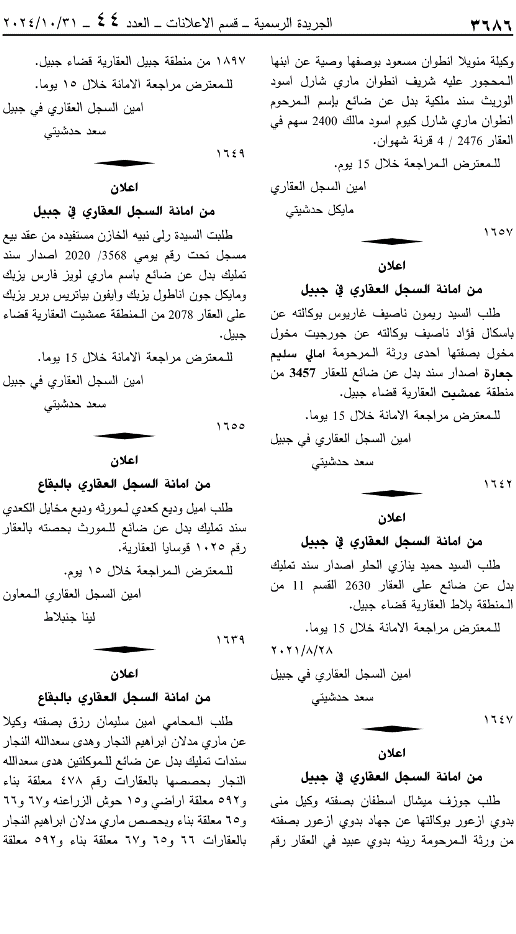 ٣٦٨٦
الجريدة الرسمية ــ قسم الاعلانات ــ العدد ٤٤ ــ ٢٠٢٤/١٠/٣١
وكيلة منويلا انطوان مسعود بوصفها وصية عن ابنها
المحجور عليه شريف انطوان ماري شارل اسود
الوريث سند ملكية بدل عن ضائع بإسم المرحوم
انطوان ماري شارل كيوم اسود مالك 2400 سهم في
العقار 2476 / 4 قرنة شهوان.
للمعترض المراجعة خلال 15 يوم.
امين السجل العقاري
مايكل حدشيتي
١٦٥٧
اعلان
من امانة السجل العقاري في جبيل
طلب السيد ريمون ناصيف غاريوس بوكالته عن
باسكال فؤاد ناصيف بوكالته عن جورجيت مخول
مخول بصفتها احدى ورثة المرحومة امالي سليم
جعارة اصدار سند بدل عن ضائع للعقار 3457 من
منطقة عمشيت العقارية قضاء جبيل.
للمعترض مراجعة الامانة خلال 15 يوما.
امين السجل العقاري في جبيل
سعد حدشيتي
١٦٤٢
اعلان
من امانة السجل العقاري في جبيل
طلب السيد حميد ينازي الحلو اصدار سند تمليك
بدل عن ضائع على العقار 2630 القسم 11 من
المنطقة بلاط العقارية قضاء جبيل.
للمعترض مراجعة الامانة خلال 15 يوما.
٢٠٢١/٨/٢٨
امين السجل العقاري في جبيل
سعد حدشيتي
١٦٤٧
اعلان
من امانة السجل العقاري في جبيل
طلب جوزف ميشال اسطفان بصفته وكيل منى
بدوي ازعور بوكالتها عن جهاد بدوي ازعور بصفته
من ورثة المرحومة رينه بدوي عبيد في العقار رقم
١٨٩٧ من منطقة جبيل العقارية قضاء جبيل.
للمعترض مراجعة الامانة خلال ١٥ يوما.
امين السجل العقاري في جبيل
سعد حدشيتي
١٦٤٩
اعلان
من امانة السجل العقاري في جبيل
طلبت السيدة رلى نبيه الخازن مستفيده من عقد بيع
مسجل تحت رقم يومي 3568/ 2020 اصدار سند
تمليك بدل عن ضائع باسم ماري لويز فارس يزبك
ومايكل جون اناطول يزبك وايفون بياتريس بربر يزبك
على العقار 2078 من المنطقة عمشيت العقارية قضاء
جبيل.
للمعترض مراجعة الامانة خلال 15 يوما.
امين السجل العقاري في جبيل
سعد حدشيتي
١٦٥٥
اعلان
من امانة السجل العقاري بالبقاع
طلب اميل وديع كعدي لمورثه وديع مخايل الكعدي
سند تمليك بدل عن ضائع للمورث بحصته بالعقار
رقم ١٠٢٥ قوسايا العقارية.
للمعترض المراجعة خلال ١٥ يوم.
امين السجل العقاري المعاون
لينا جنبلاط
١٦٣٩
اعلان
من امانة السجل العقاري بالبقاع
طلب المحامي امين سليمان رزق بصفته وكيلا
عن ماري مدلان ابراهيم النجار وهدى سعدالله النجار
سندات تمليك بدل عن ضائع للموكلتين هدى سعدالله
النجار بحصصها بالعقارات رقم ٤٧٨ معلقة بناء
و٥٩٢ معلقة اراضي و١٥ حوش الزراعنه و٦٧ و٦٦
و٦٥ معلقة بناء وبحصص ماري مدلان ابراهيم النجار
بالعقارات ٦٦ و٦٥ و٦٧ معلقة بناء و٥٩٢ معلقة